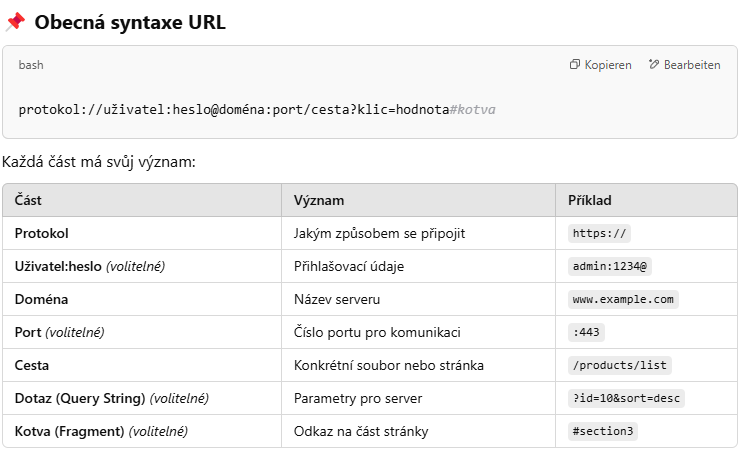 📌 Obecná syntaxe URL
bash Kopieren Bearbeiten
protokol://uživatel:heslo@doména:port/cesta?klic=hodnota#kotva
Každá část má svůj význam:
Část Význam Příklad
Protokol Jakým způsobem se připojit https://
Uživatel:heslo (volitelné) Přihlašovací údaje admin:1234@
Doména Název serveru www.example.com
Port (volitelné) Číslo portu pro komunikaci :443
Cesta Konkrétní soubor nebo stránka /products/list
Dotaz (Query String) (volitelné) Parametry pro server ?id=10&sort=desc
Kotva (Fragment) (volitelné) Odkaz na část stránky #section3